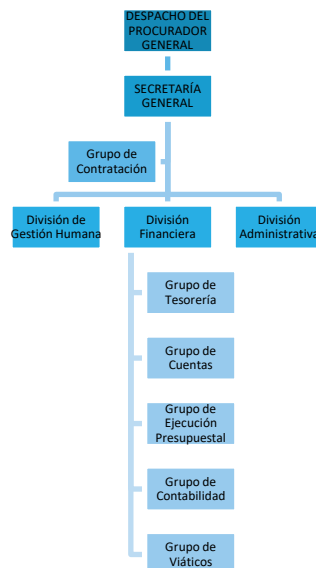 DESPACHO DEL
PROCURADOR
GENERAL
SECRETARÍA
GENERAL
Grupo de
Contratación
División de
Gestión Humana
División
Financiera
División
Administrativa
Grupo de
Tesorería
Grupo de
Cuentas
Grupo de
Ejecución
Presupuestal
Grupo de
Contabilidad
Grupo de
Viáticos